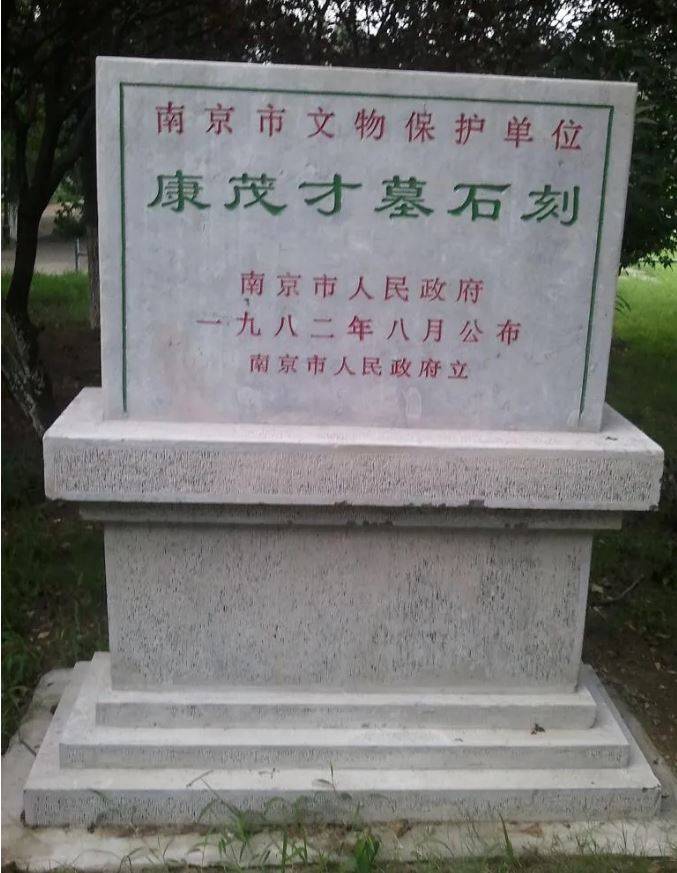 南京市文物保护单位
康茂才墓石刻
南京市人民政府
一九八二年八月公布
南京市人民政府立